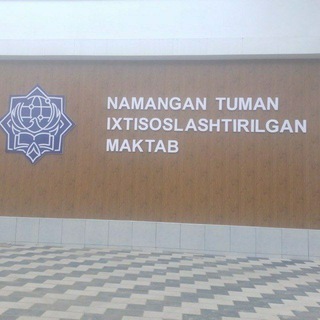 NAMANGAN TUMAN
IXTISOSLASHTIRILGAN
MAKTAB